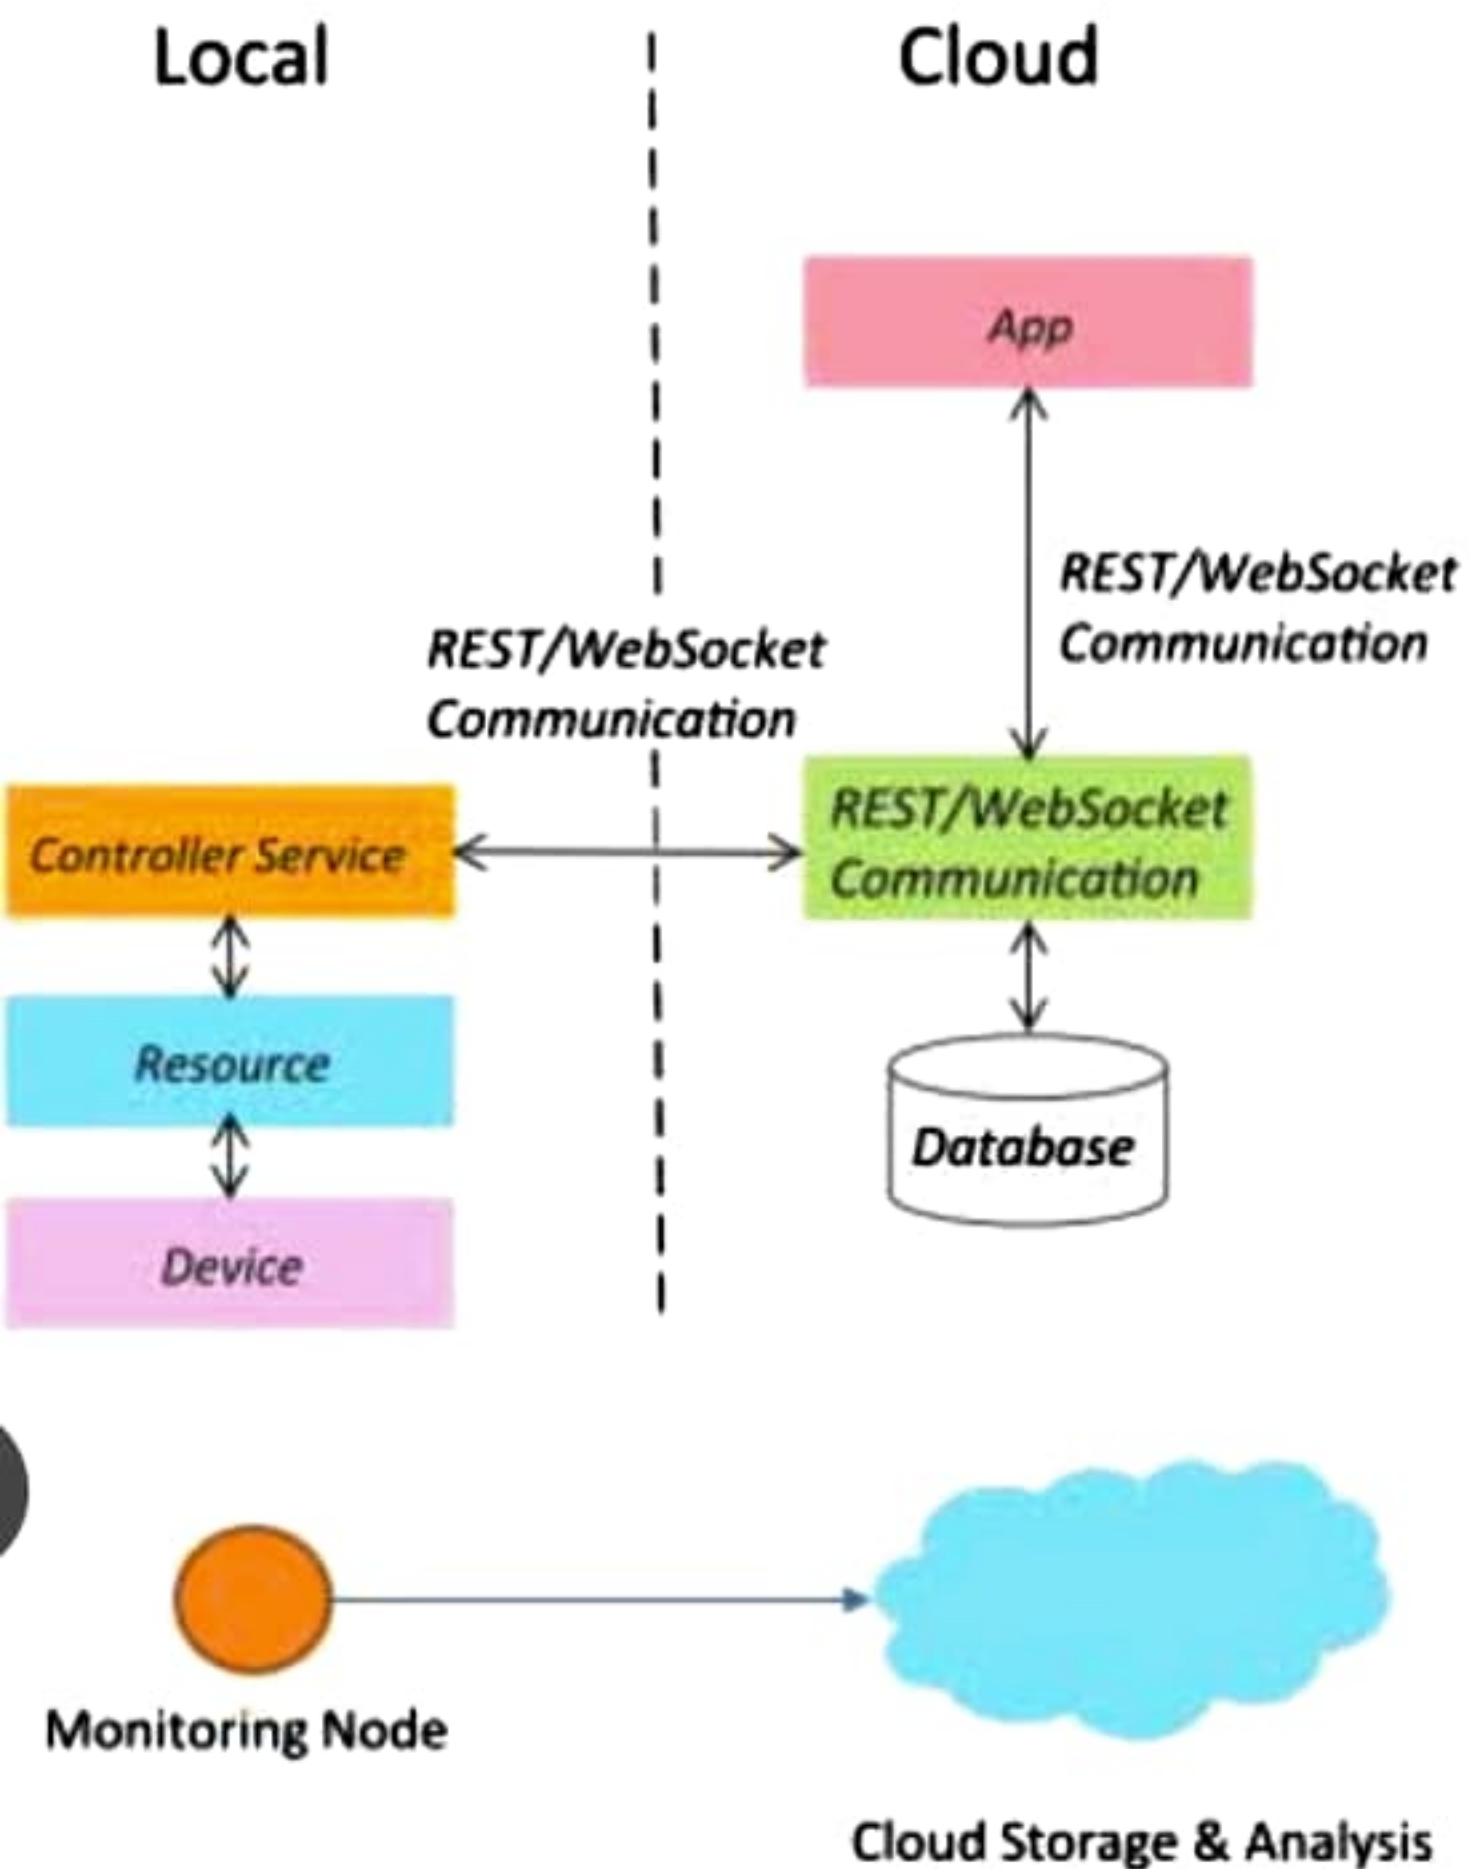 Local
Cloud
App
REST/WebSocket
Communication
REST/WebSocket
Communication
Controller Service
REST/WebSocket
Communication
Resource
Database
Device
Monitoring Node
Cloud Storage & Analysis